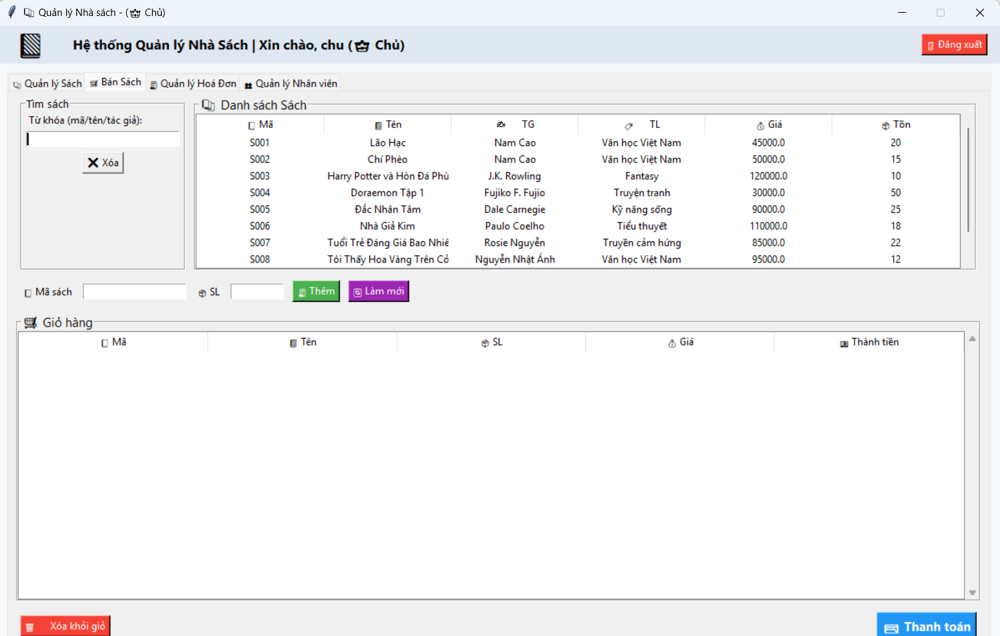 Quản lý Nhà sách - (👑 Chủ)
Hệ thống Quản lý Nhà Sách | Xin chào, chu (👑 Chủ)
Đăng xuất
Quản lý Sách
Bán Sách
Quản lý Hoá Đơn
Quản lý Nhân viên
Tìm sách
Từ khóa (mã/tên/tác giả):
Xóa
Danh sách Sách
Mã Tên TG TL Giá Tồn
S001 Lão Hạc Nam Cao Văn học Việt Nam 45000.0 20
S002 Chí Phèo Nam Cao Văn học Việt Nam 50000.0 15
S003 Harry Potter và Hòn Đá Phù J.K. Rowling Fantasy 120000.0 10
S004 Doraemon Tập 1 Fujiko F. Fujio Truyện tranh 30000.0 50
S005 Đắc Nhân Tâm Dale Carnegie Kỹ năng sống 90000.0 25
S006 Nhà Giả Kim Paulo Coelho Tiểu thuyết 110000.0 18
S007 Tuổi Trẻ Đáng Giá Bao Nhiê Rosie Nguyễn Truyền cảm hứng 85000.0 22
S008 Tôi Thấy Hoa Vàng Trên Cỏ Nguyễn Nhật Ánh Văn học Việt Nam 95000.0 12
Mã sách
SL
Thêm
Làm mới
Giỏ hàng
Mã Tên SL Giá Thành tiền
Xóa khỏi giỏ
Thanh toán